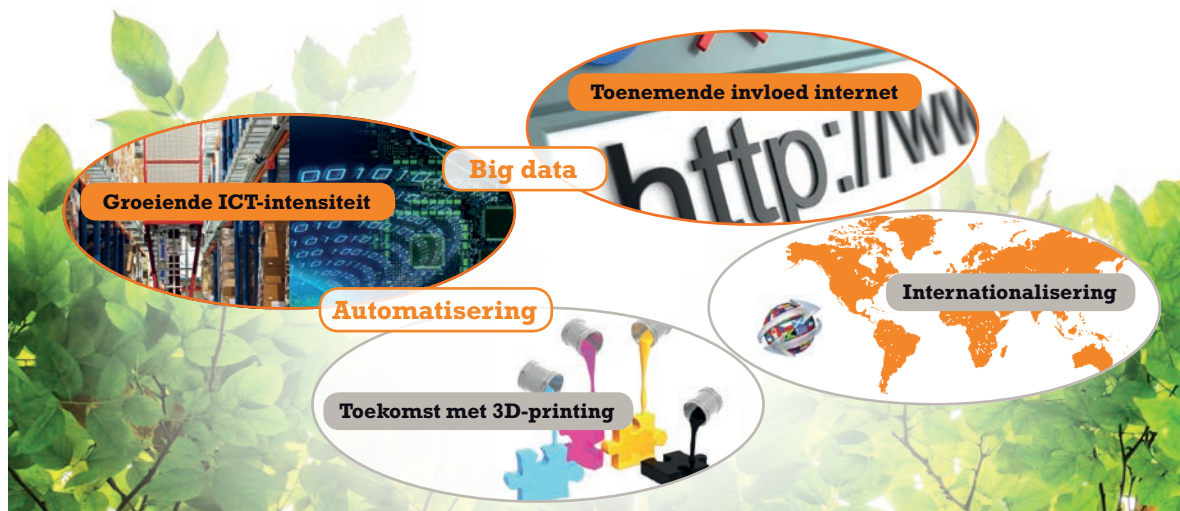 Toenemende invloed internet
http://ww
Big data
Groeiende ICT-intensiteit
Internationalisering
Automatisering
Toekomst met 3D-printing